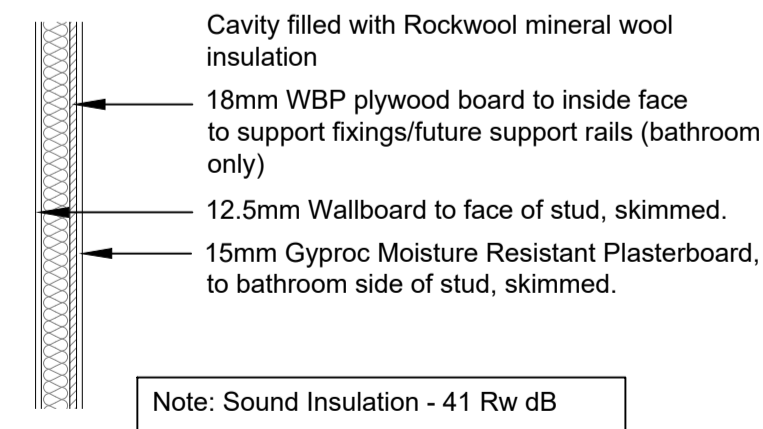 Cavity filled with Rockwool mineral wool
insulation
18mm WBP plywood board to inside face
to support fixings/future support rails (bathroom
only)
12.5mm Wallboard to face of stud, skimmed.
15mm Gyproc Moisture Resistant Plasterboard,
to bathroom side of stud, skimmed.
Note: Sound Insulation - 41 Rw dB